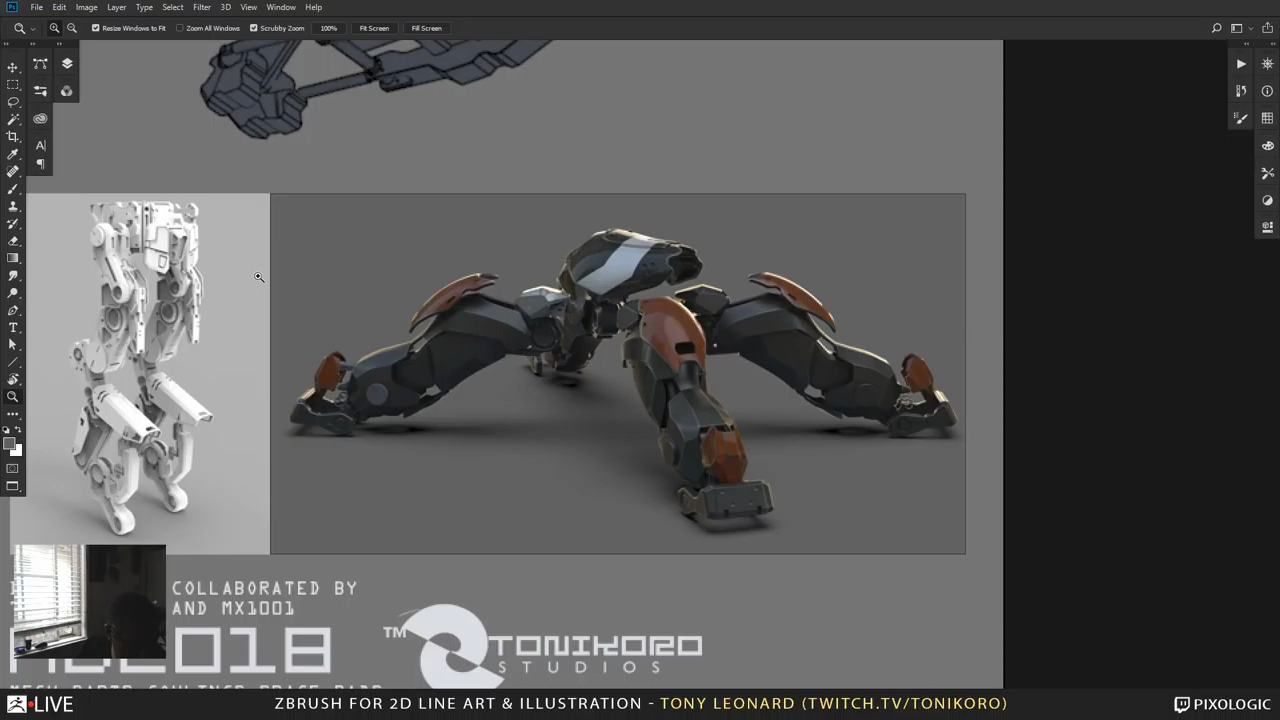 File Edit Image Layer Type Select Filter 3D View Window Help
Resize Windows to Fit Zoom All Windows Scrubby Zoom 100% Fit Screen Fill Screen
COLLABORATED BY
AND MX1001
018
TM TONIKORO
STUDIOS
LIVE ZBRUSH FOR 2D LINE ART & ILLUSTRATION - TONY LEONARD (TWITCH.TV/TONIKORO) PIXOLOGIC